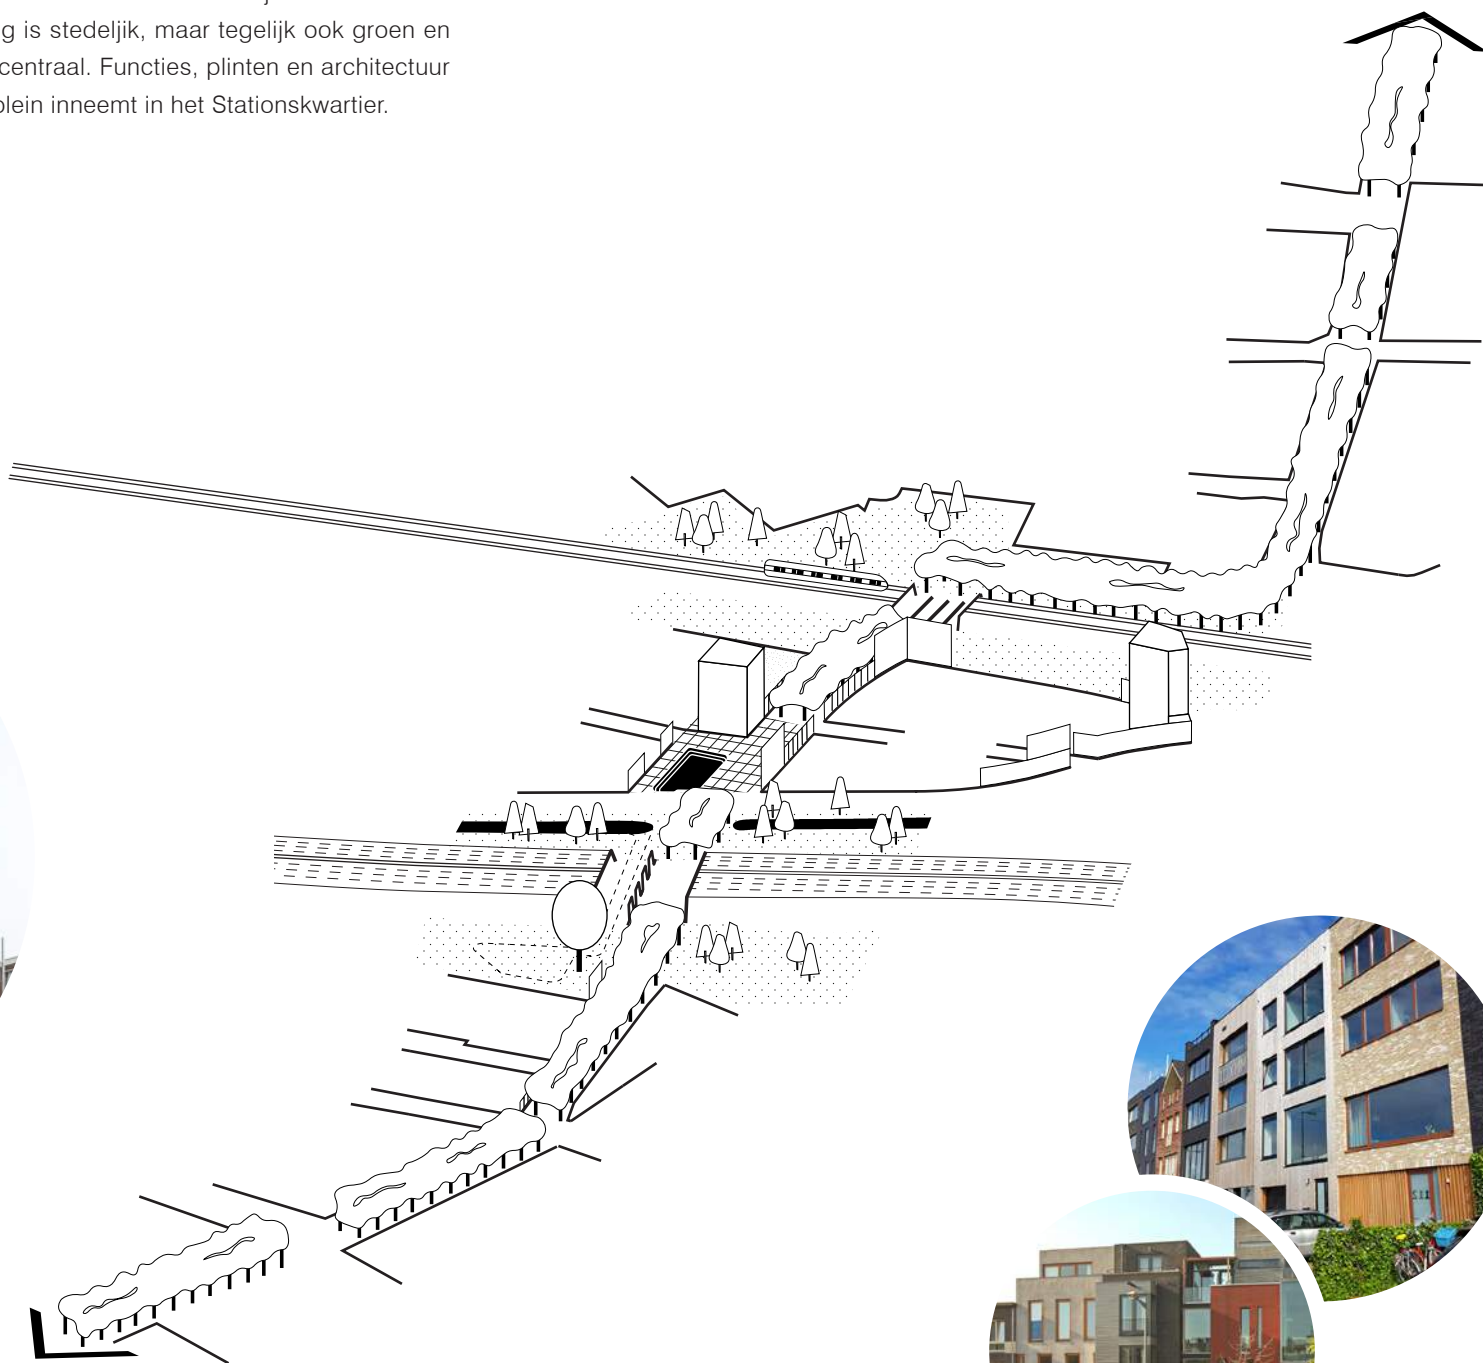 g is stedelijk, maar tegelijk ook groen en
centraal. Functies, plinten en architectuur
plein inneemt in het Stationskwartier.